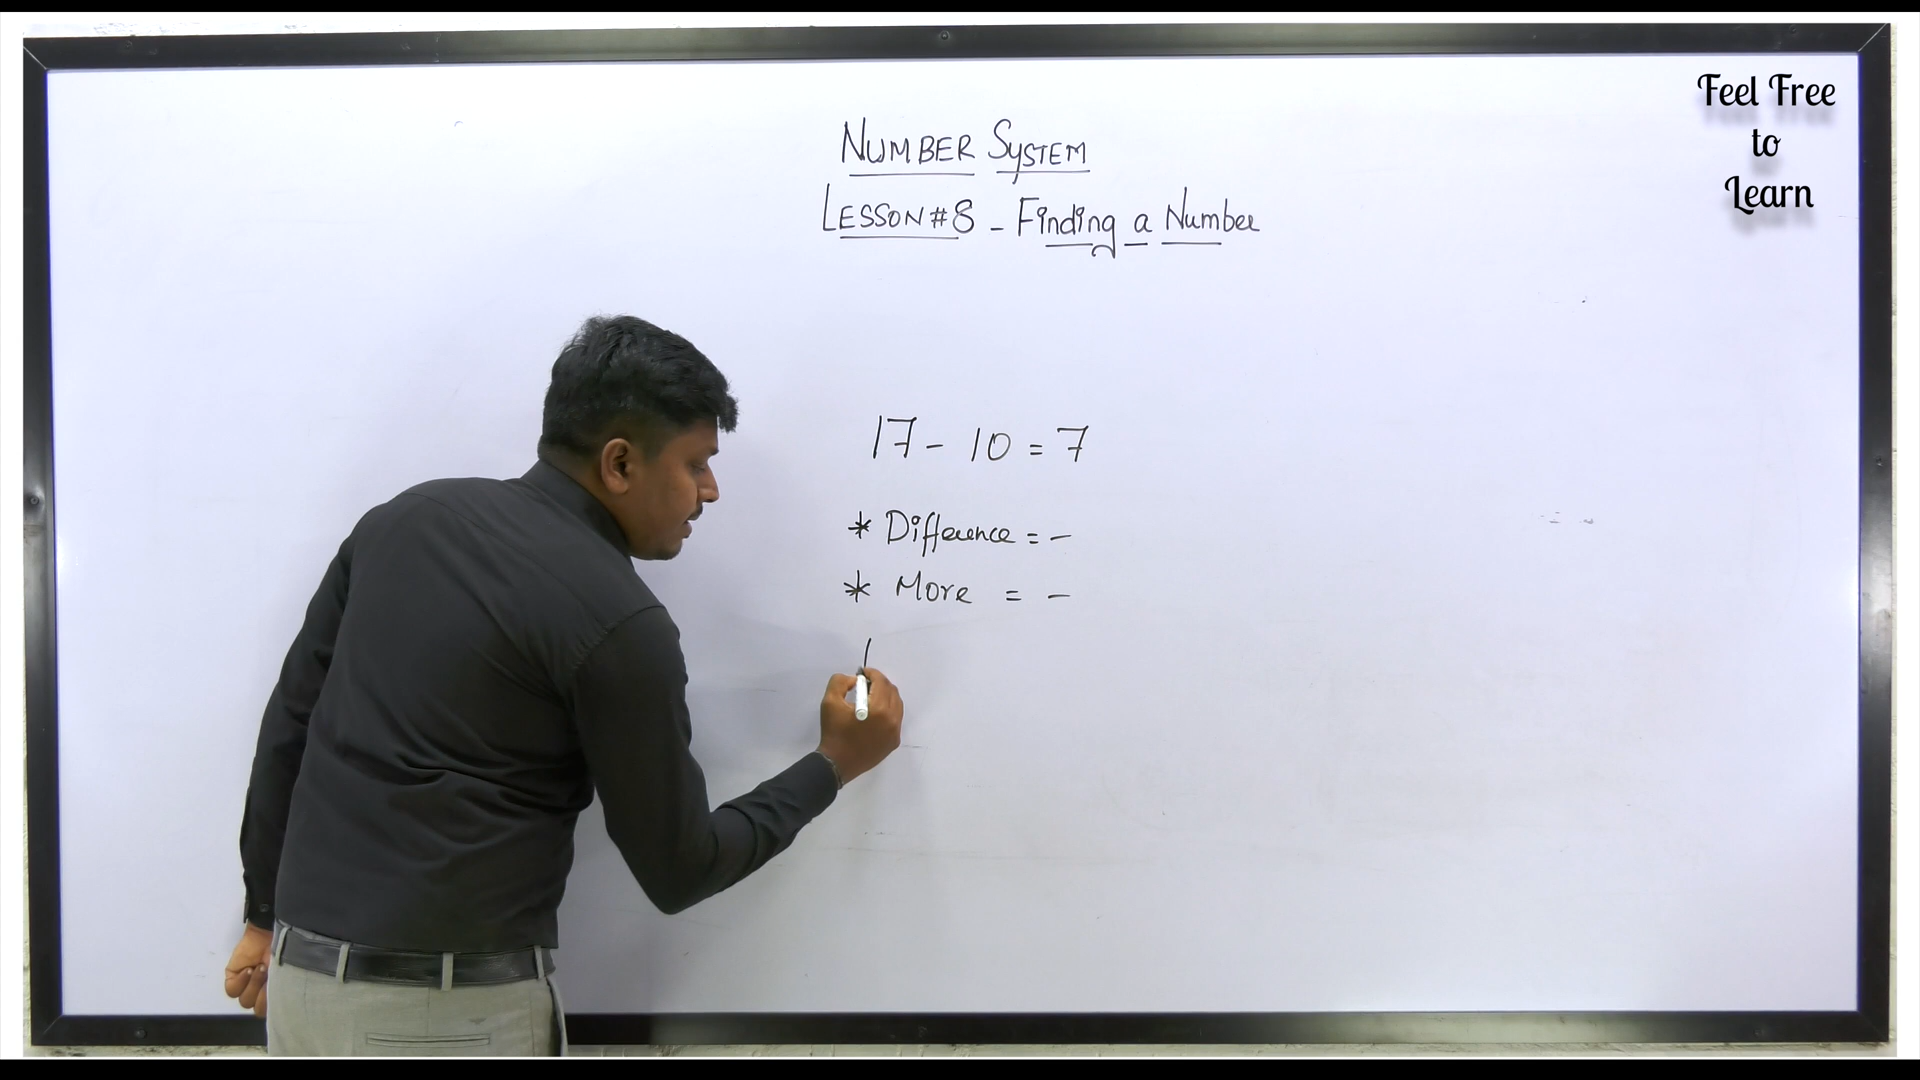 NUMBER SYSTEM
LESSON #8 - Finding a Number
17 - 10 = 7
* Difference = -
* More = -
Feel Free
to
Learn